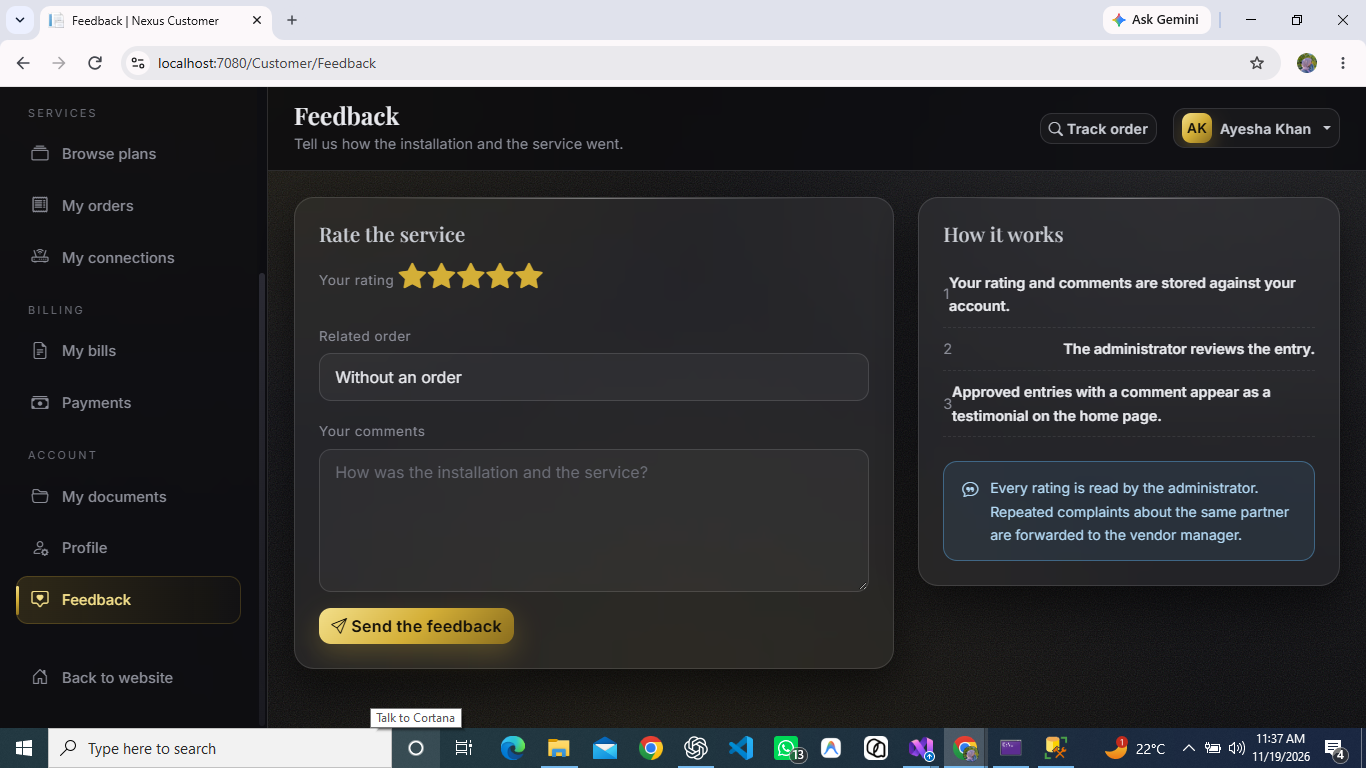 Feedback | Nexus Customer
Ask Gemini
localhost:7080/Customer/Feedback
SERVICES
Browse plans
My orders
My connections
BILLING
My bills
Payments
ACCOUNT
My documents
Profile
Feedback
Back to website
Feedback
Tell us how the installation and the service went.
Track order
AK
Ayesha Khan
Rate the service
Your rating
Related order
Without an order
Your comments
How was the installation and the service?
Send the feedback
How it works
1
Your rating and comments are stored against your
account.
2
The administrator reviews the entry.
3
Approved entries with a comment appear as a
testimonial on the home page.
Every rating is read by the administrator.
Repeated complaints about the same partner
are forwarded to the vendor manager.
Talk to Cortana
Type here to search
13
1
22°C
11:37 AM
11/19/2026
4